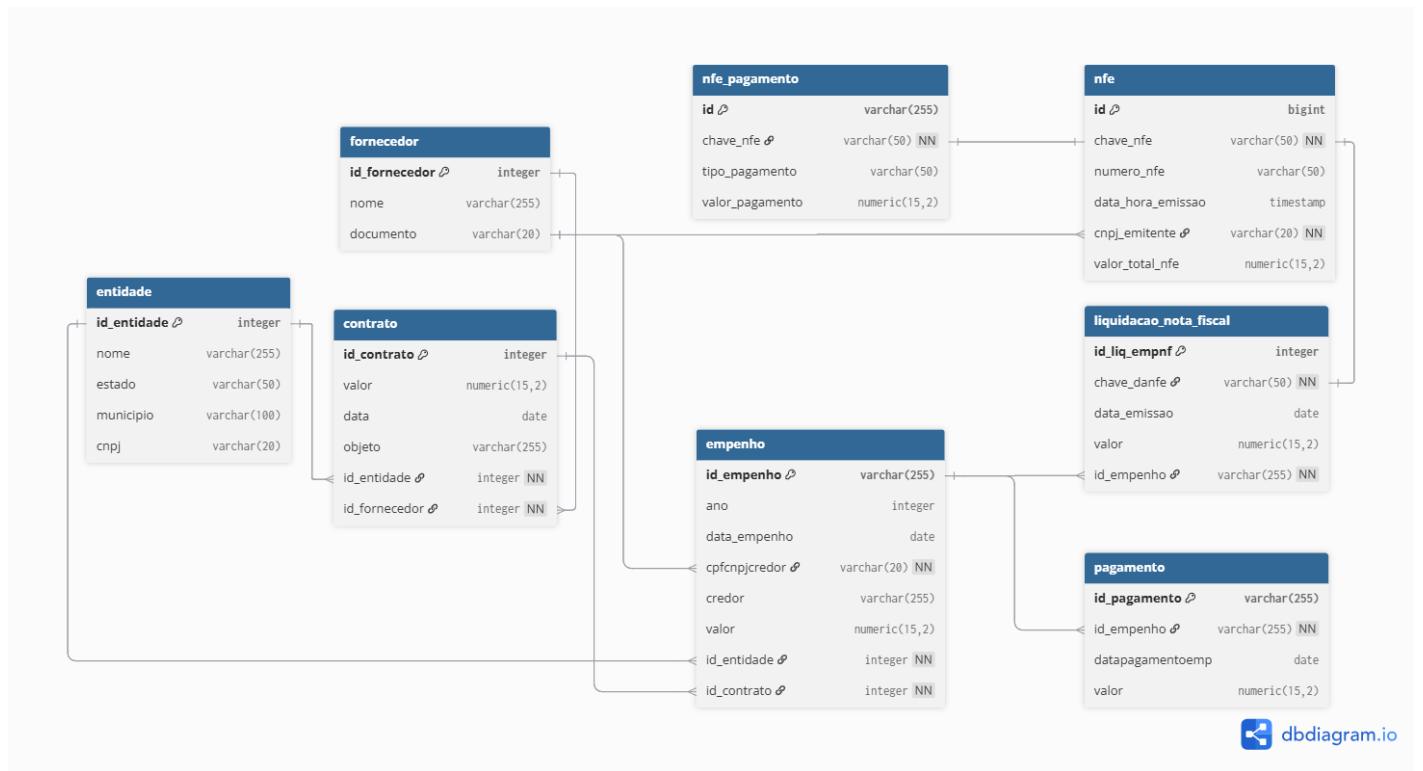 nfe_pagamento
id varchar(255)
chave_nfe varchar(50) NN
tipo_pagamento varchar(50)
valor_pagamento numeric(15,2)
nfe
id bigint
chave_nfe varchar(50) NN
numero_nfe varchar(50)
data_hora_emissao timestamp
cnpj_emitente varchar(20) NN
valor_total_nfe numeric(15,2)
fornecedor
id_fornecedor integer
nome varchar(255)
documento varchar(20)
entidade
id_entidade integer
nome varchar(255)
estado varchar(50)
municipio varchar(100)
cnpj varchar(20)
contrato
id_contrato integer
valor numeric(15,2)
data date
objeto varchar(255)
id_entidade integer NN
id_fornecedor integer NN
liquidacao_nota_fiscal
id_liq_empnf integer
chave_danfe varchar(50) NN
data_emissao date
valor numeric(15,2)
id_empenho varchar(255) NN
empenho
id_empenho varchar(255)
ano integer
data_empenho date
cpfcnpjcredor varchar(20) NN
credor varchar(255)
valor numeric(15,2)
id_entidade integer NN
id_contrato integer NN
pagamento
id_pagamento varchar(255)
id_empenho varchar(255) NN
datapagamentoemp date
valor numeric(15,2)
dbdiagram.io